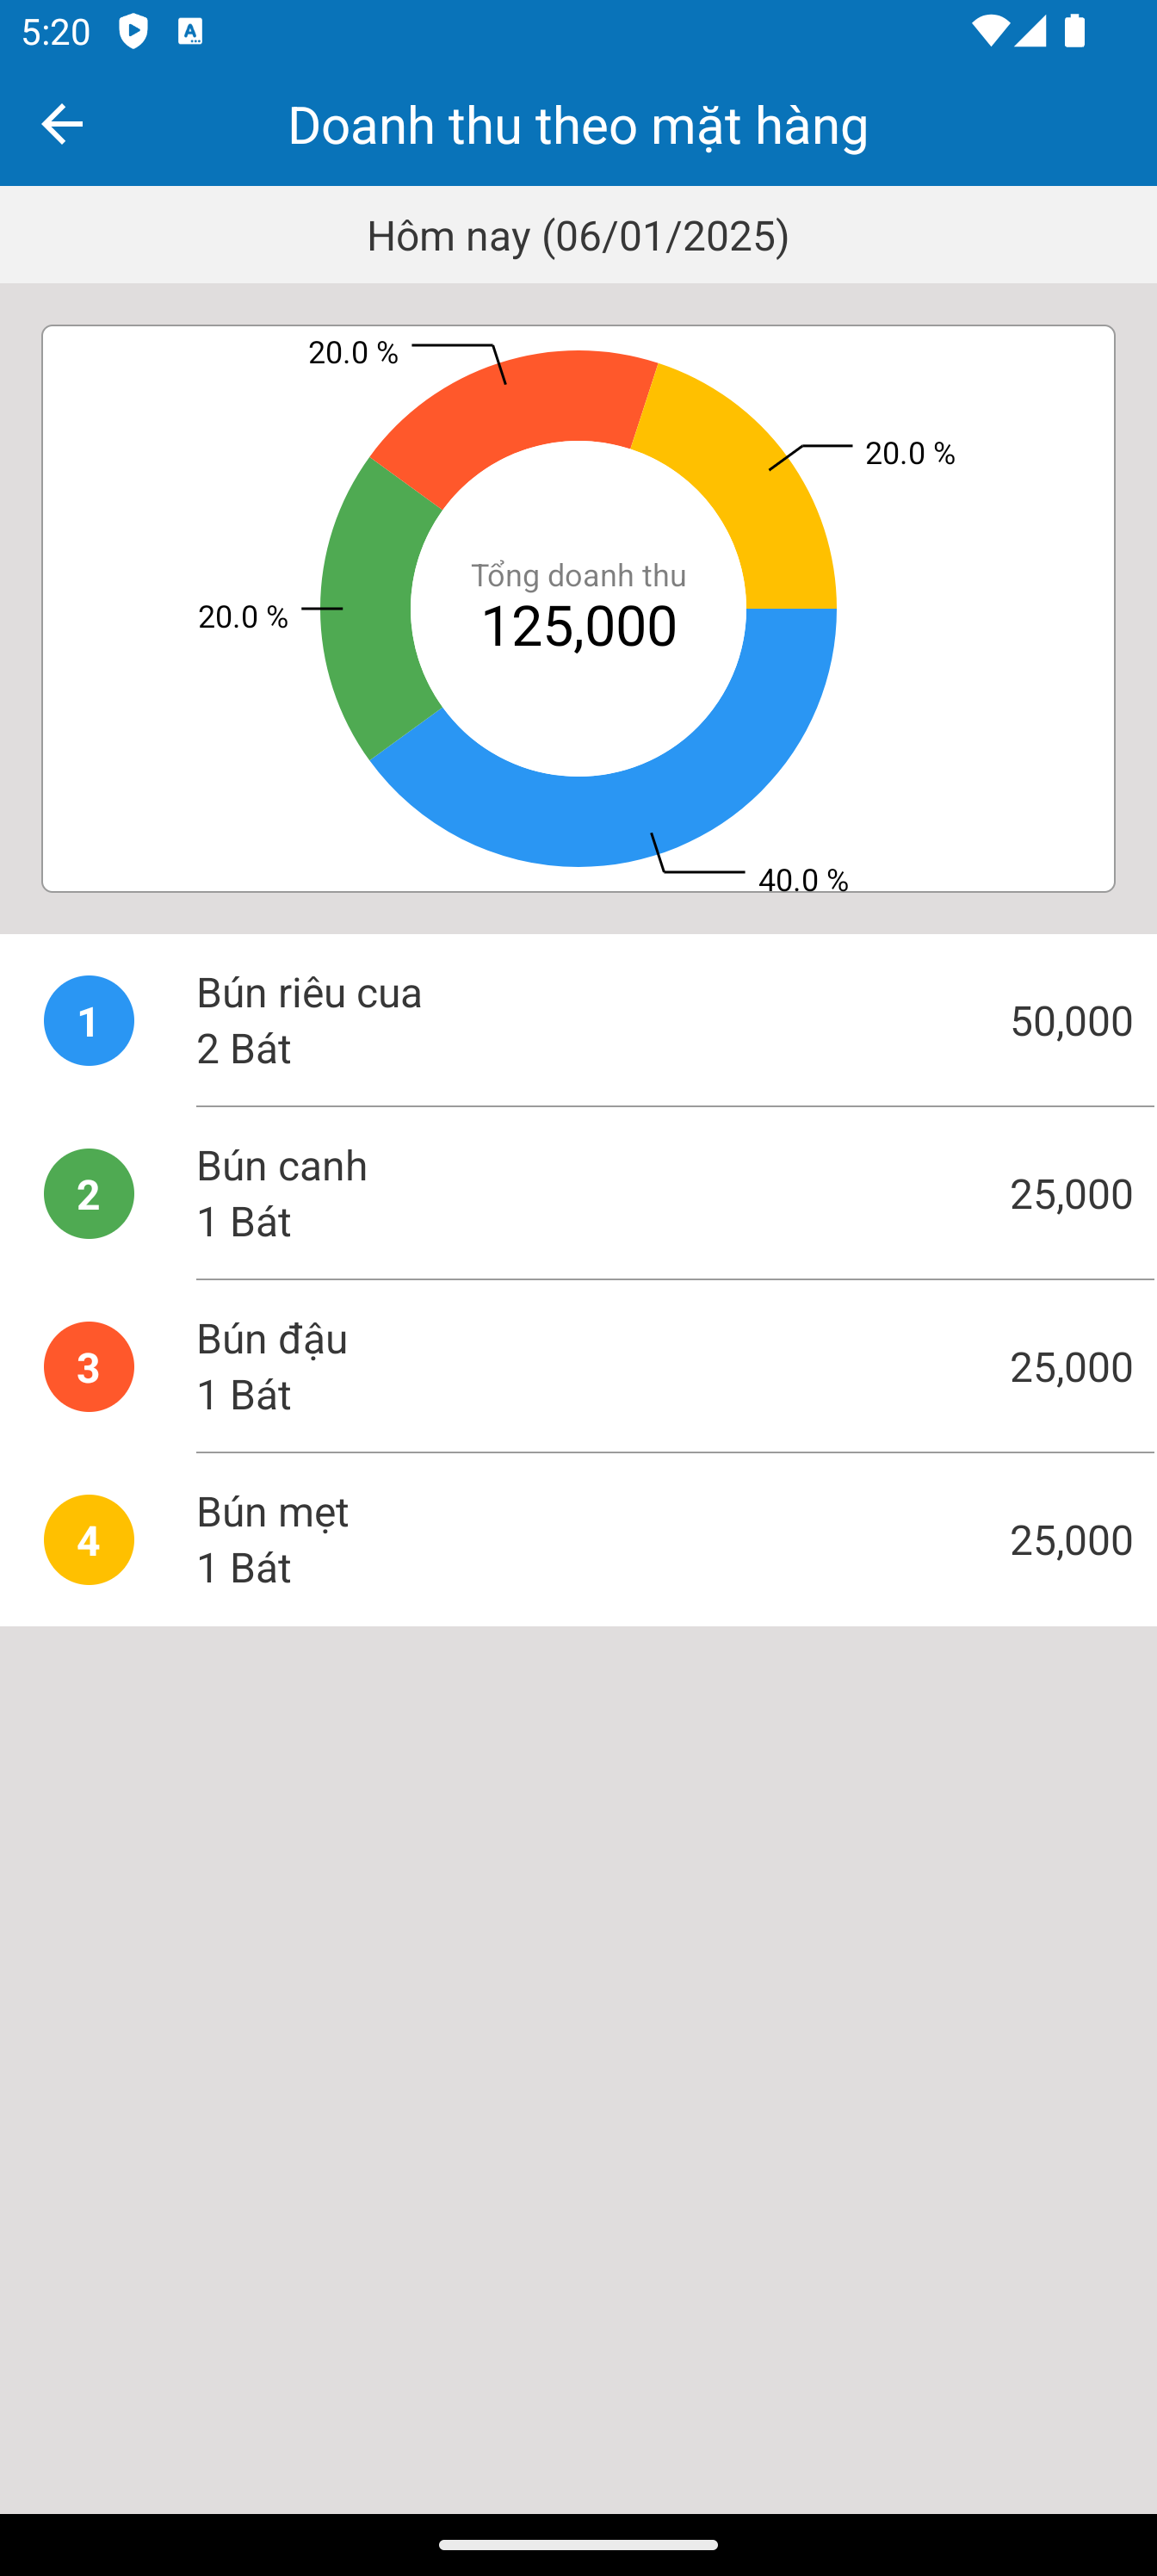 5:20
Doanh thu theo mặt hàng
Hôm nay (06/01/2025)
20.0 %
20.0 %
Tổng doanh thu
125,000
20.0 %
40.0 %
1
Bún riêu cua
2 Bát
50,000
2
Bún canh
1 Bát
25,000
3
Bún đậu
1 Bát
25,000
4
Bún mẹt
1 Bát
25,000